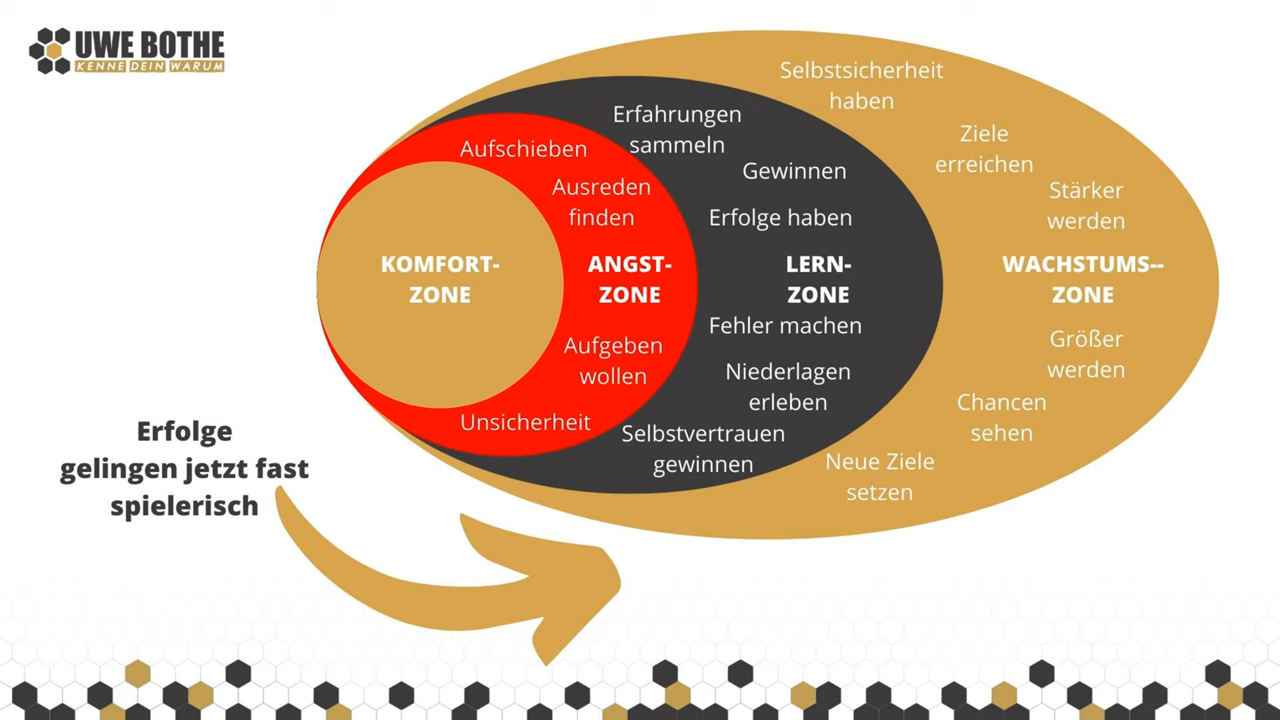 UWE BOTHE
KENNE DEIN WARUM
Aufschieben
Ausreden
finden
KOMFORT-
ZONE
ANGST-
ZONE
Aufgeben
wollen
Unsicherheit
Erfahrungen
sammeln
Gewinnen
Erfolge haben
LERN-
ZONE
Fehler machen
Niederlagen
erleben
Selbstvertrauen
gewinnen
Selbstsicherheit
haben
Ziele
erreichen
Stärker
werden
WACHSTUMS--
ZONE
Größer
werden
Chancen
sehen
Neue Ziele
setzen
Erfolge
gelingen jetzt fast
spielerisch